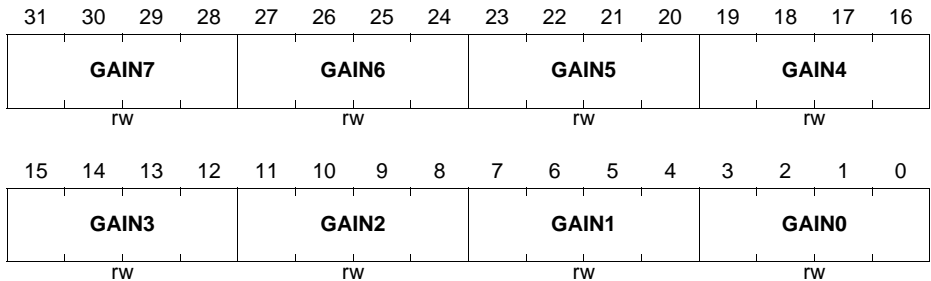 31 30 29 28 27 26 25 24 23 22 21 20 19 18 17 16
GAIN7 GAIN6 GAIN5 GAIN4
rw rw rw rw
15 14 13 12 11 10 9 8 7 6 5 4 3 2 1 0
GAIN3 GAIN2 GAIN1 GAIN0
rw rw rw rw